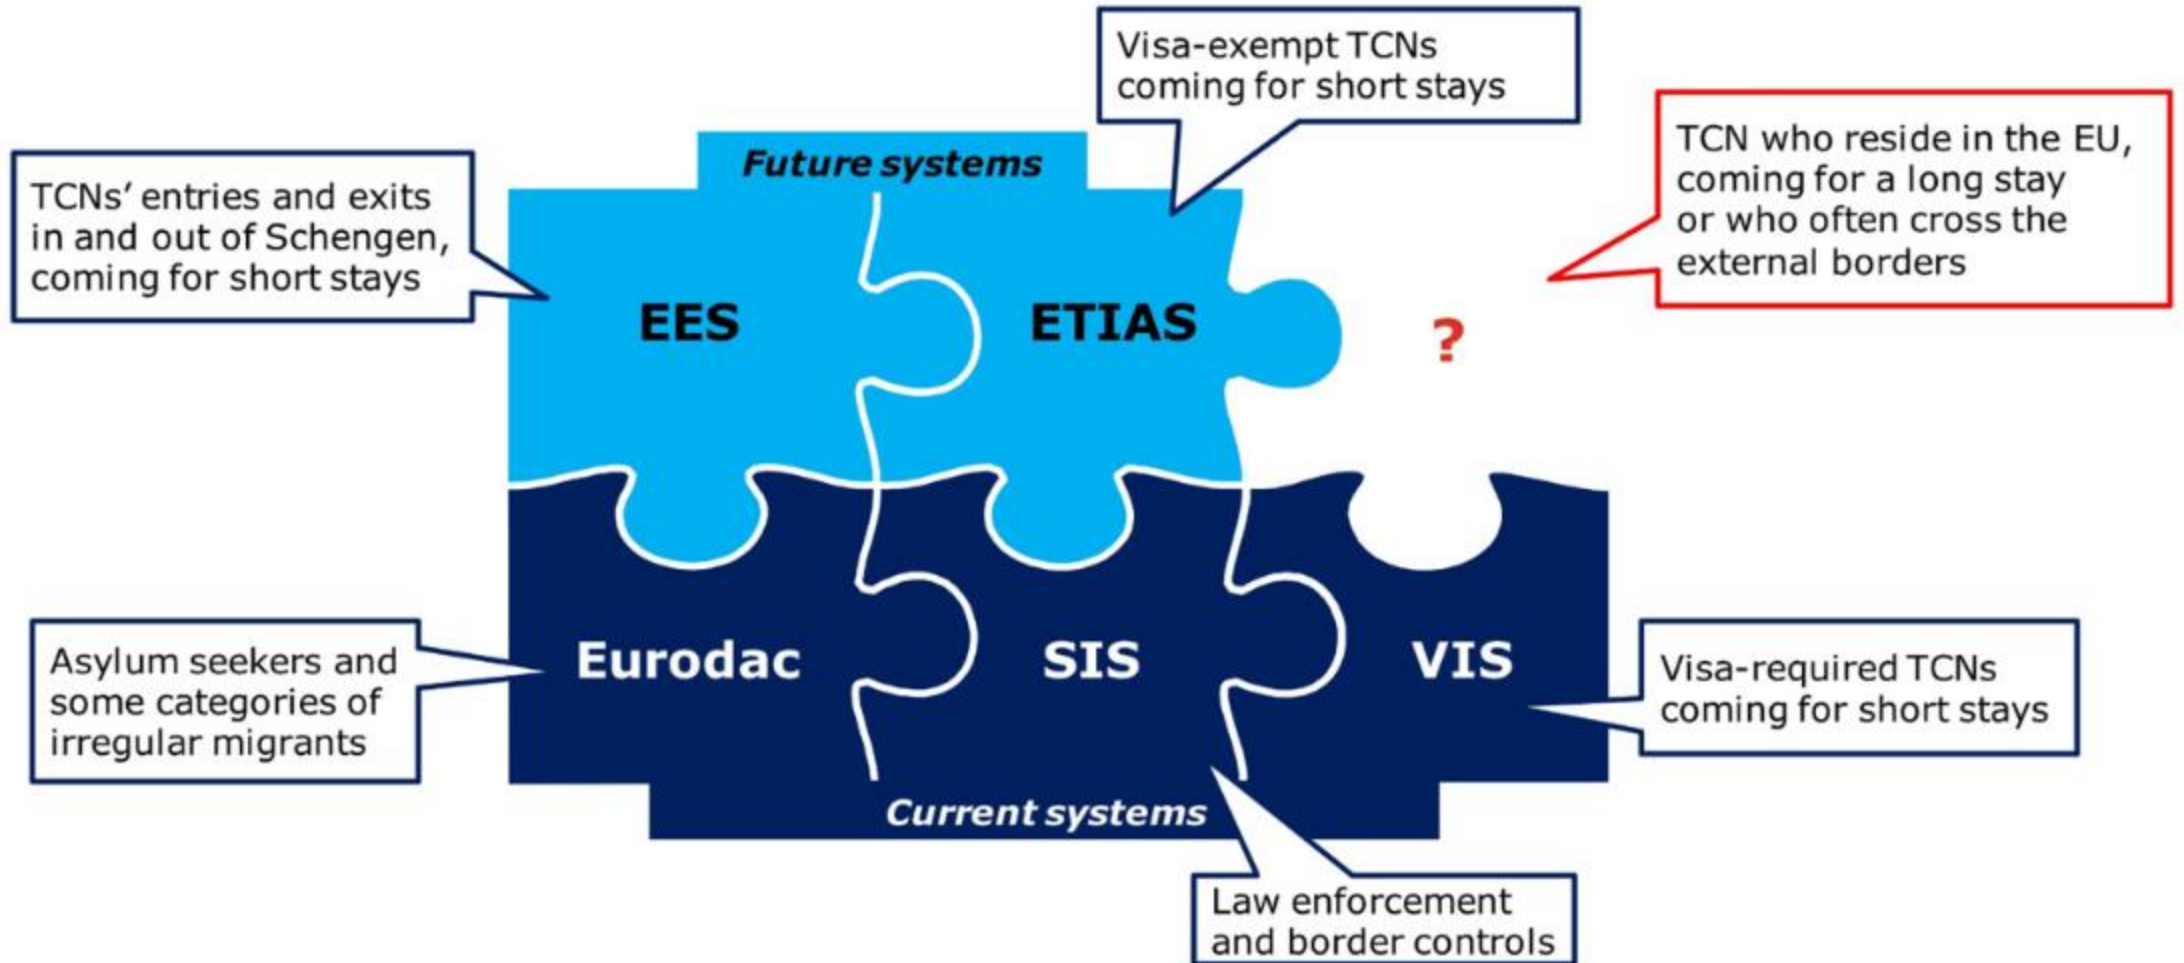 Visa-exempt TCNs
coming for short stays
TCN who reside in the EU,
coming for a long stay
or who often cross the
external borders
Future systems
TCNs’ entries and exits
in and out of Schengen,
coming for short stays
EES
ETIAS
?
Asylum seekers and
some categories of
irregular migrants
Eurodac
SIS
VIS
Visa-required TCNs
coming for short stays
Current systems
Law enforcement
and border controls